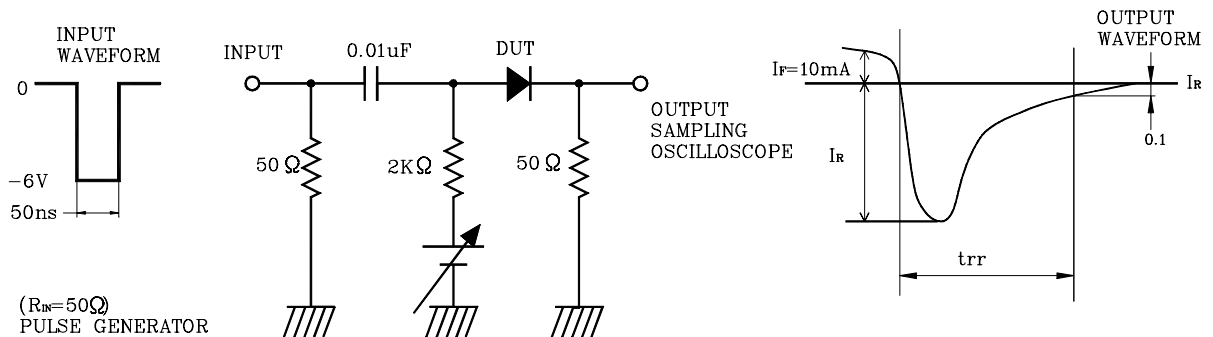 INPUT
WAVEFORM
0
-6V
50ns
(RIN=50Ω)
PULSE GENERATOR
INPUT
0.01uF
DUT
50Ω
2KΩ
50Ω
OUTPUT
SAMPLING
OSCILLOSCOPE
OUTPUT
WAVEFORM
IF=10mA
IR
IR
0.1
trr